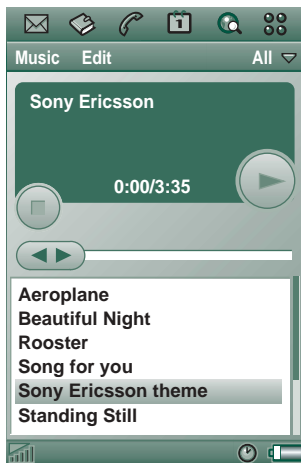 1
Music Edit All
Sony Ericsson
0:00/3:35
Aeroplane
Beautiful Night
Rooster
Song for you
Sony Ericsson theme
Standing Still